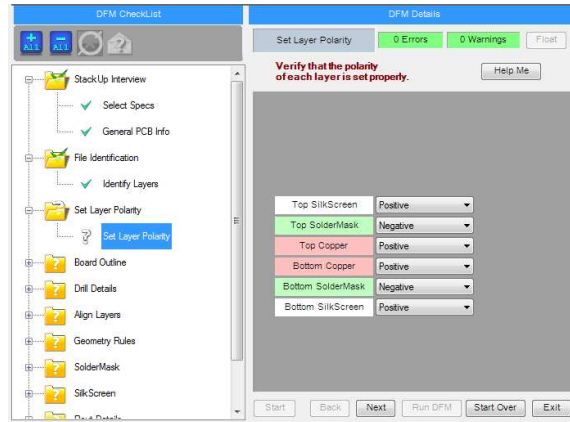 DFM CheckList
All
All
StackUp Interview
Select Specs
General PCB Info
File Identification
Identify Layers
Set Layer Polarity
Set Layer Polarity
Board Outline
Drill Details
Align Layers
Geometry Rules
SolderMask
SilkScreen
DFM Details
Set Layer Polarity
0 Errors
0 Warnings
Float
Verify that the polarity
of each layer is set properly.
Help Me
Top SilkScreen Positive
Top SolderMask Negative
Top Copper Positive
Bottom Copper Positive
Bottom SolderMask Negative
Bottom SilkScreen Positive
Start Back Next Run DFM Start Over Exit